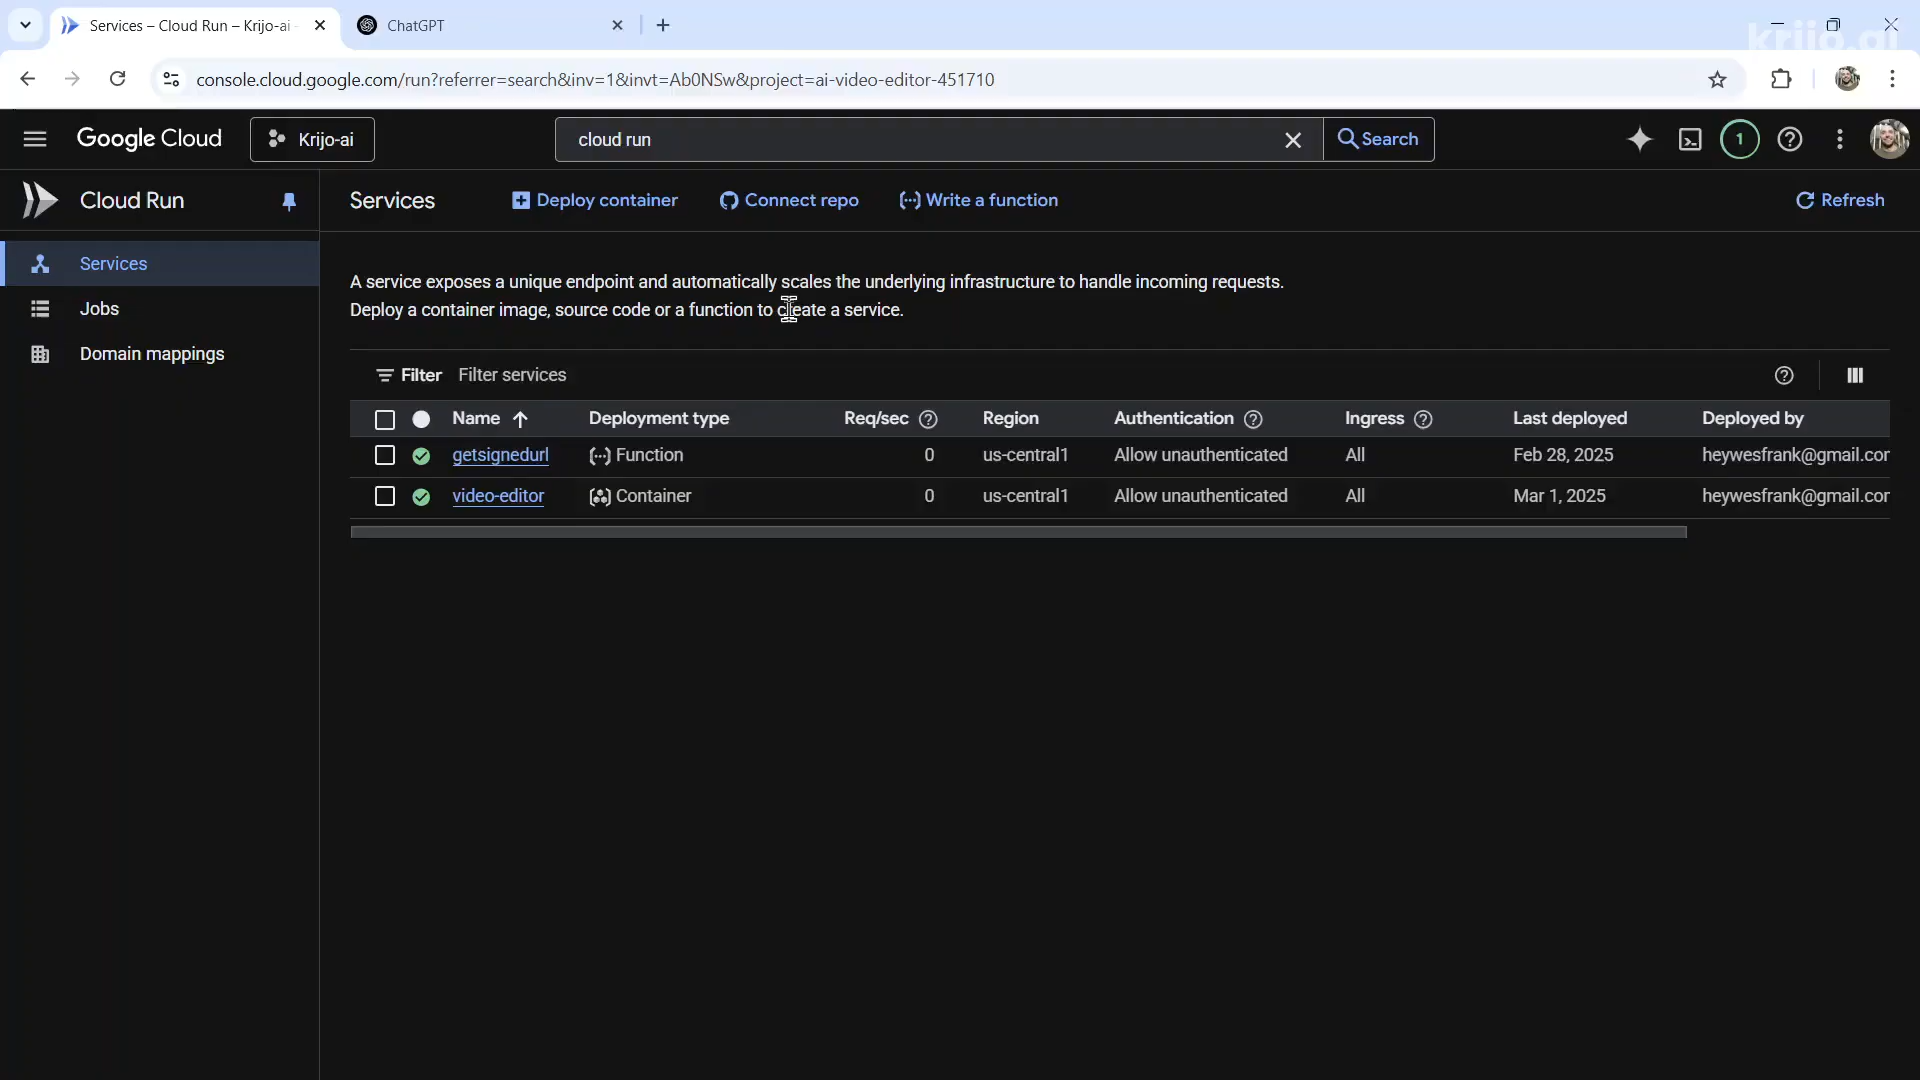 Services – Cloud Run – Krijo-ai -
ChatGPT
krijo.ai
console.cloud.google.com/run?referrer=search&inv=1&invt=Ab0NSw&project=ai-video-editor-451710
Google Cloud
Krijo-ai
cloud run
Search
1
Cloud Run
Services
Deploy container
Connect repo
Write a function
Refresh
Services
Jobs
Domain mappings
A service exposes a unique endpoint and automatically scales the underlying infrastructure to handle incoming requests.
Deploy a container image, source code or a function to create a service.
Filter Filter services
Name Deployment type Req/sec Region Authentication Ingress Last deployed Deployed by
getsignedurl Function 0 us-central1 Allow unauthenticated All Feb 28, 2025 heywesfrank@gmail.cor
video-editor Container 0 us-central1 Allow unauthenticated All Mar 1, 2025 heywesfrank@gmail.cor